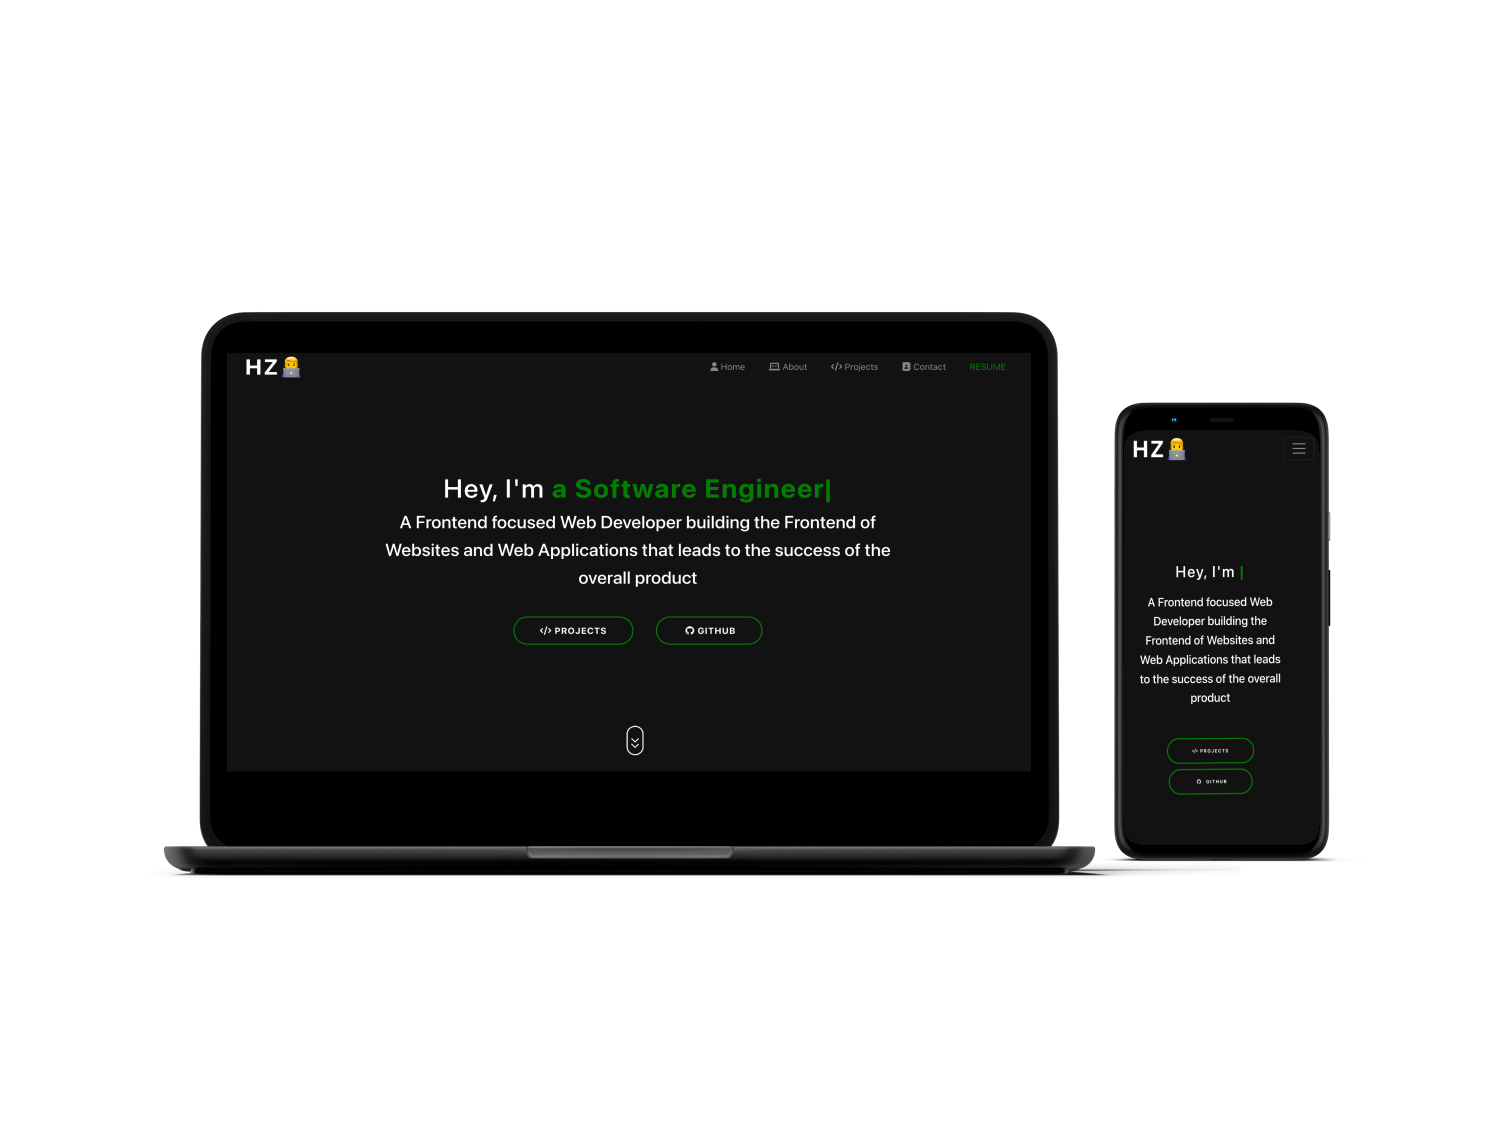 HZ
Home About Projects Contact RESUME
Hey, I'm a Software Engineer|
A Frontend focused Web Developer building the Frontend of
Websites and Web Applications that leads to the success of the
overall product
</> PROJECTS GITHUB
HZ
Hey, I'm |
A Frontend focused Web
Developer building the
Frontend of Websites and
Web Applications that leads
to the success of the overall
product
</> PROJECTS
GITHUB